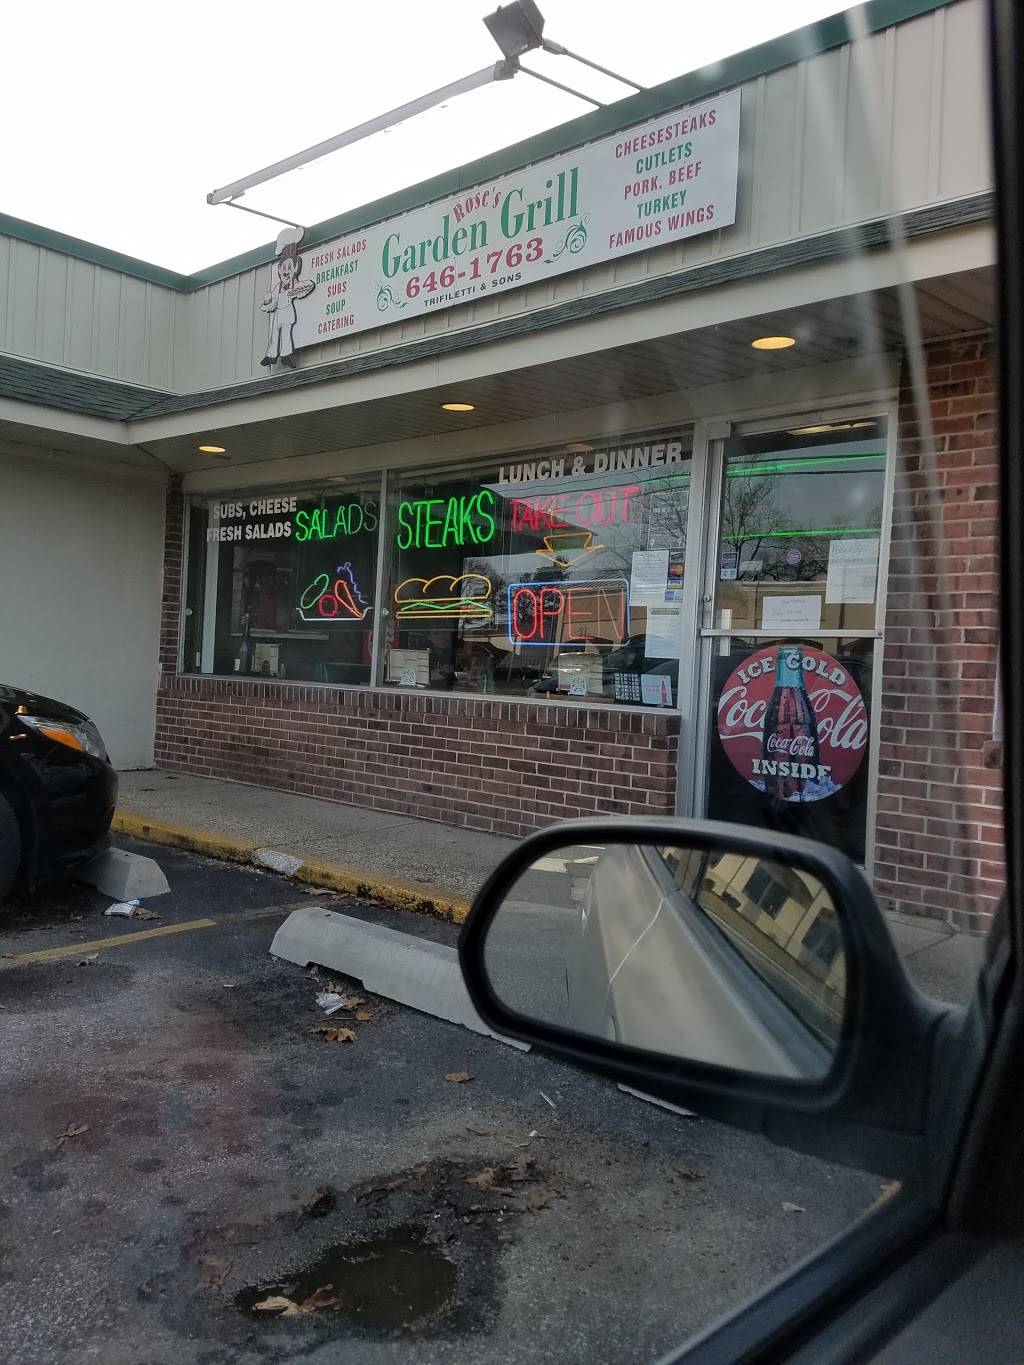 FRESH SALADS
BREAKFAST
SUBS
SOUP
CATERING
Rose's
Garden Grill
646-1763
TRIFILETTI & SONS
CHEESESTEAKS
CUTLETS
PORK, BEEF
TURKEY
FAMOUS WINGS
SUBS, CHEESE
FRESH SALADS
SALADS
STEAKS
LUNCH & DINNER
TAKE OUT
OPEN
ICE COLD
Coca-Cola
Coca-Cola
INSIDE